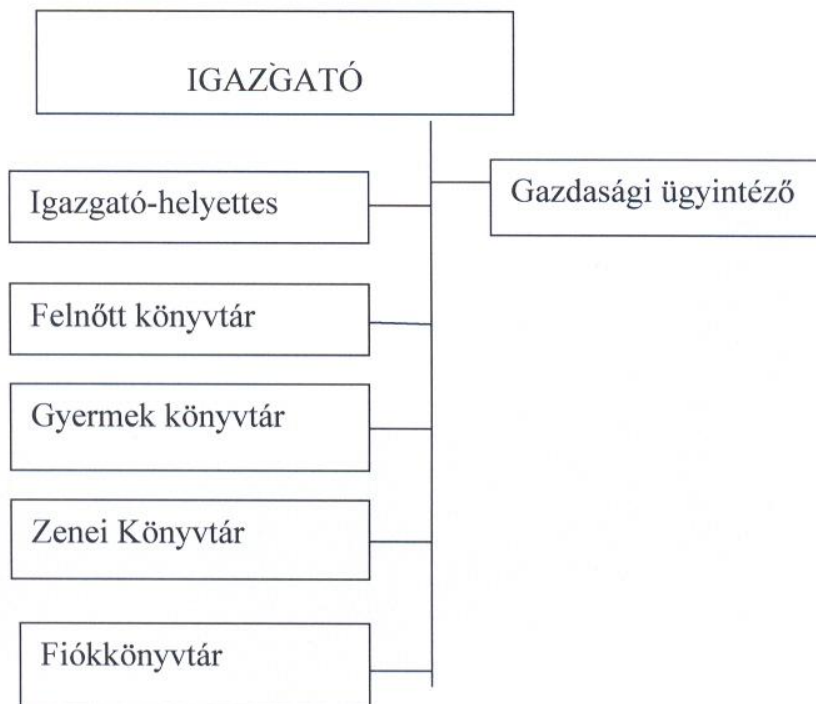 IGAZGATÓ
Igazgató-helyettes
Gazdasági ügyintéző
Felnőtt könyvtár
Gyermek könyvtár
Zenei Könyvtár
Fiókkönyvtár